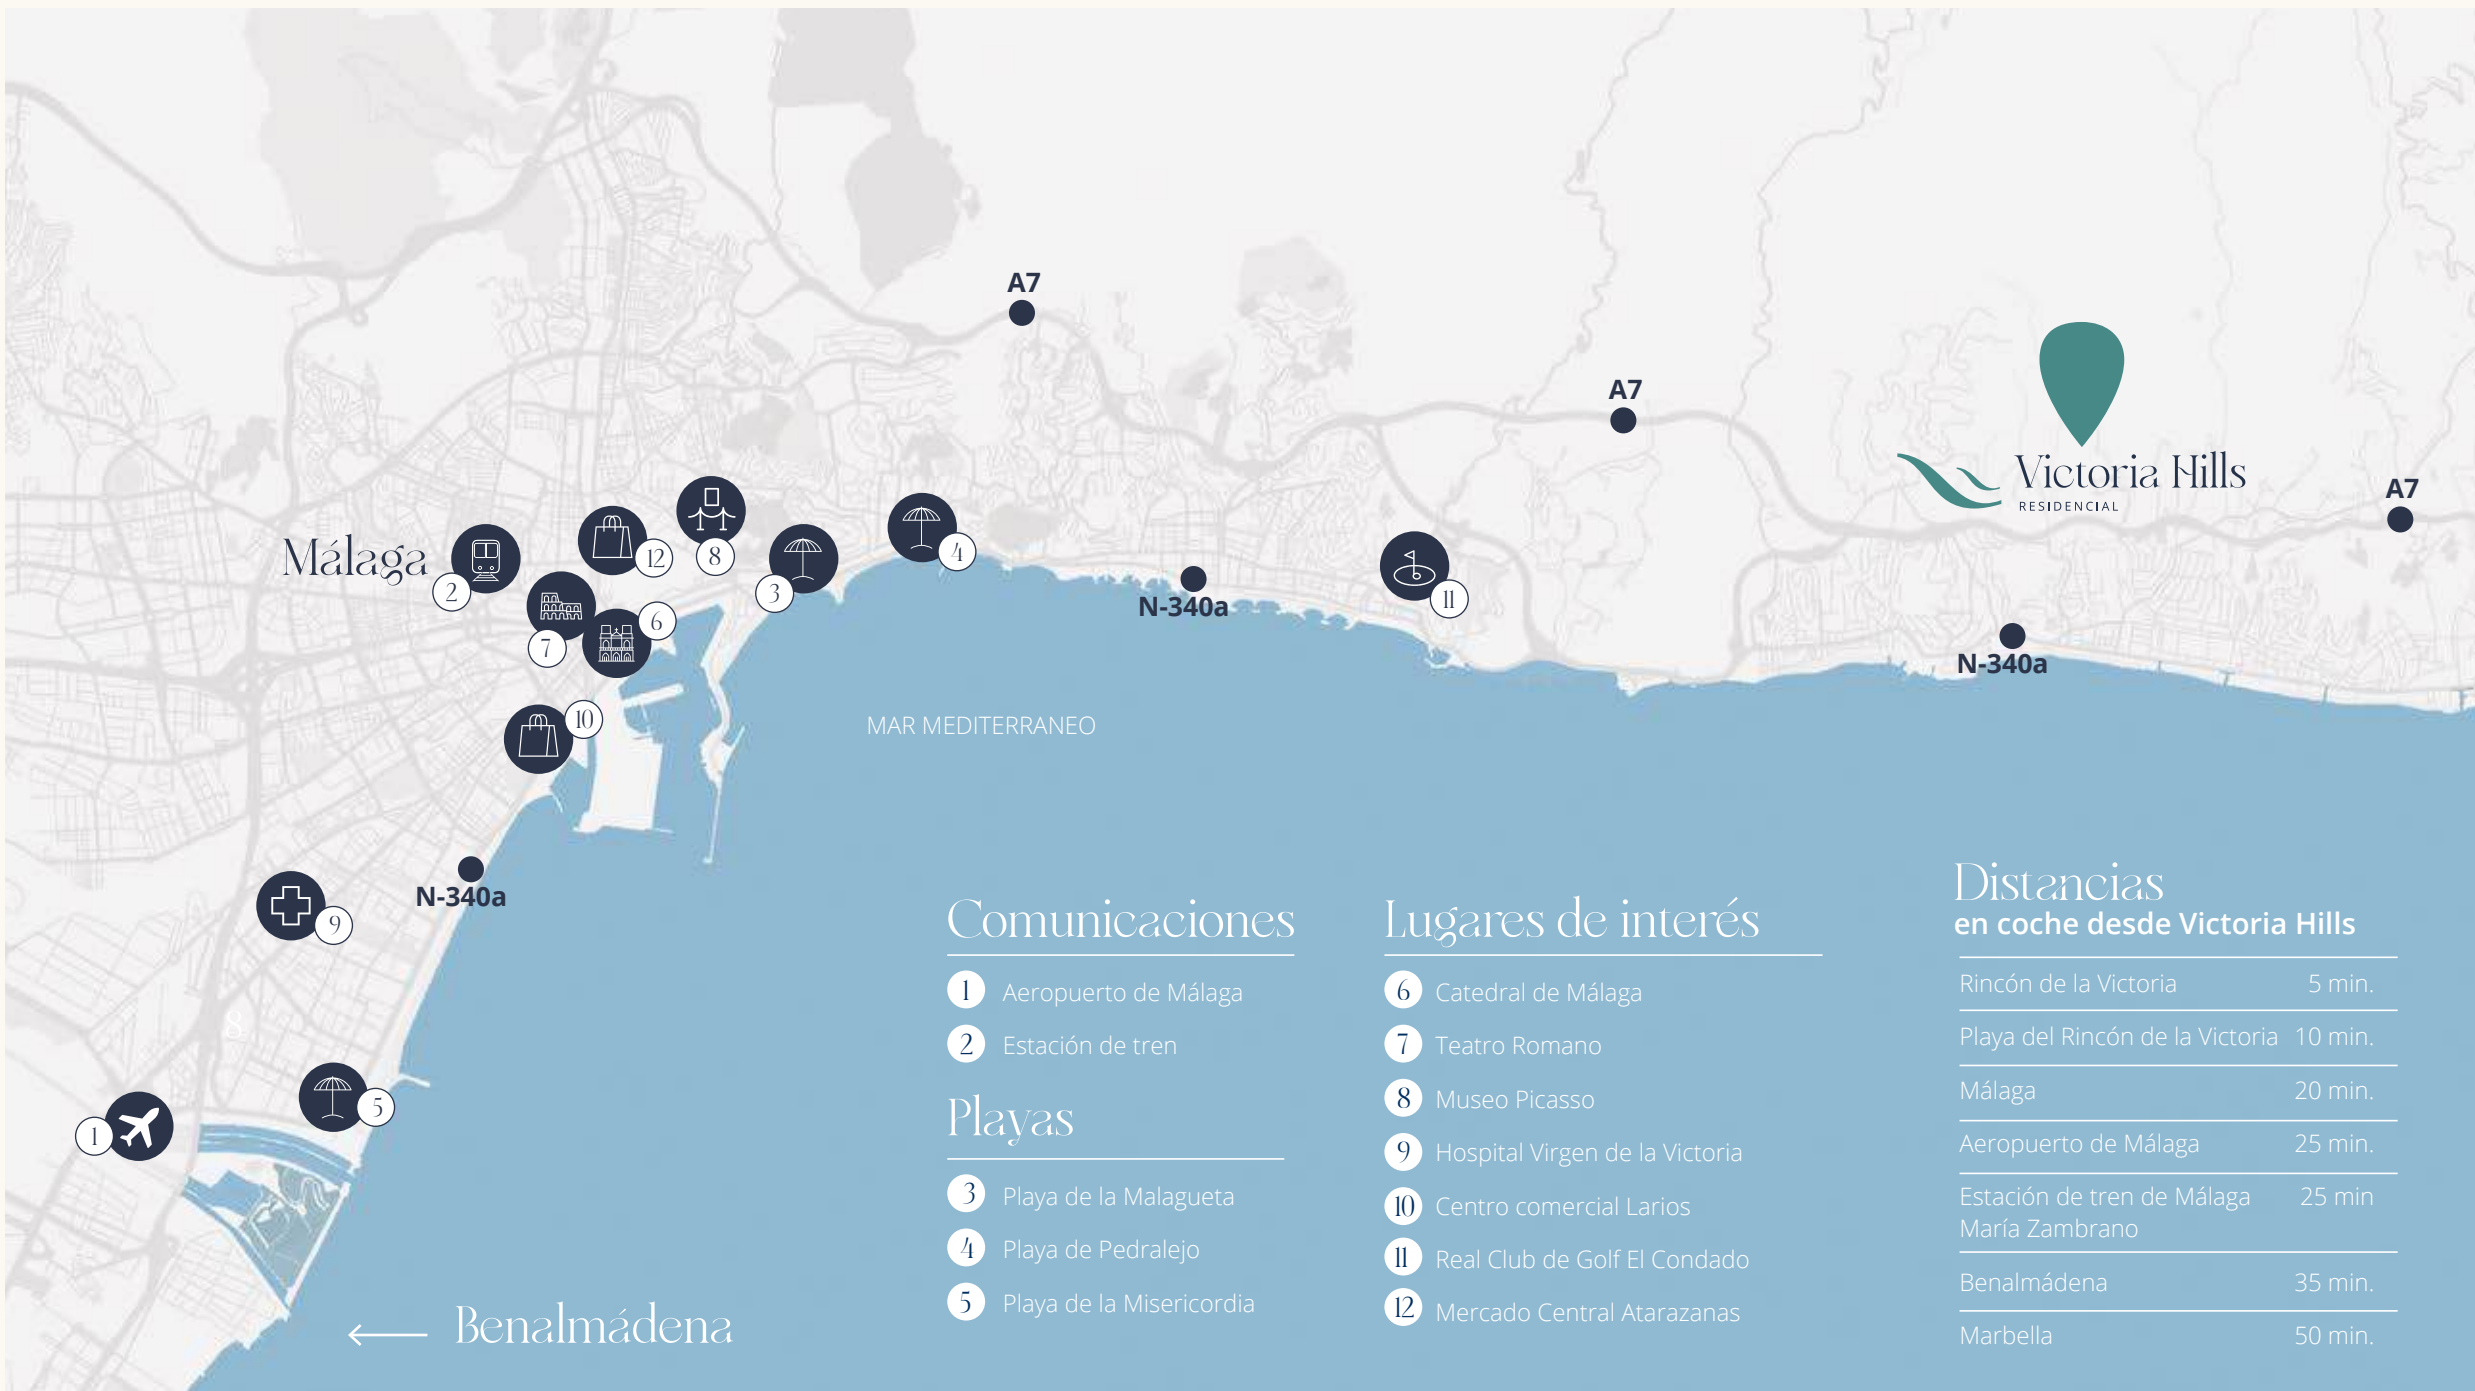 A7
A7
Victoria Hills
RESIDENCIAL
A7
Málaga
2
12
8
3
4
7
6
N-340a
11
N-340a
10
MAR MEDITERRANEO
9
N-340a
8
5
1
Benalmádena
Comunicaciones
1 Aeropuerto de Málaga
2 Estación de tren
Playas
3 Playa de la Malagueta
4 Playa de Pedralejo
5 Playa de la Misericordia
Lugares de interés
6 Catedral de Málaga
7 Teatro Romano
8 Museo Picasso
9 Hospital Virgen de la Victoria
10 Centro comercial Larios
11 Real Club de Golf El Condado
12 Mercado Central Atarazanas
Distancias
en coche desde Victoria Hills
Rincón de la Victoria 5 min.
Playa del Rincón de la Victoria 10 min.
Málaga 20 min.
Aeropuerto de Málaga 25 min.
Estación de tren de Málaga 25 min
María Zambrano
Benalmádena 35 min.
Marbella 50 min.